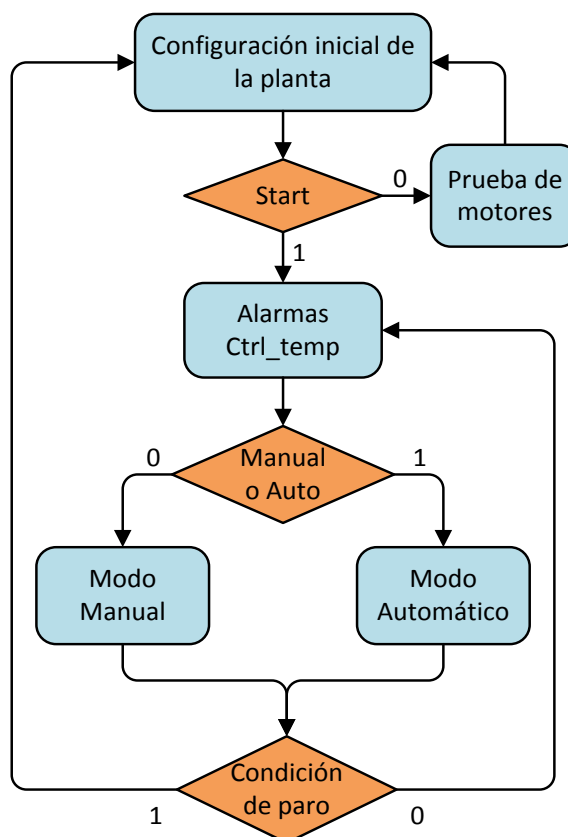 Configuración inicial de
la planta
Start
0
Prueba de
motores
1
Alarmas
Ctrl_temp
Manual
o Auto
0
1
Modo
Manual
Modo
Automático
Condición
de paro
1
0